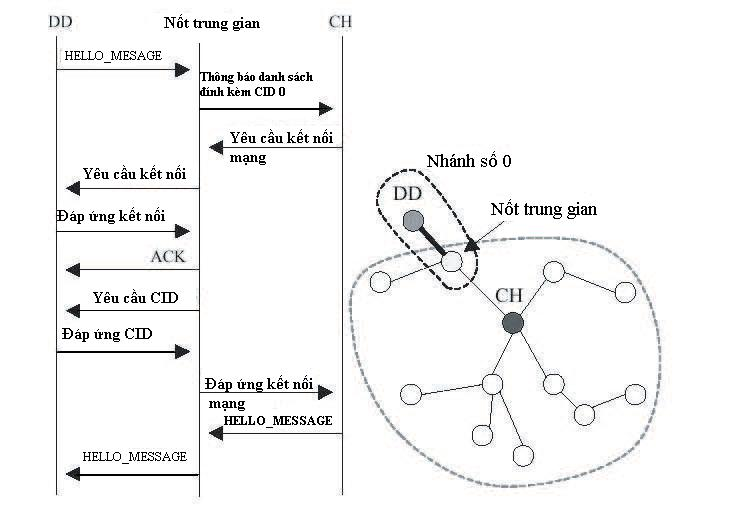 DD
Nốt trung gian
CH
HELLO_MESAGE
Thông báo danh sách
đính kèm CID 0
Yêu cầu kết nối
mạng
Yêu cầu kết nối
Đáp ứng kết nối
ACK
Yêu cầu CID
Đáp ứng CID
Đáp ứng kết nối
mạng
HELLO_MESSAGE
HELLO_MESSAGE
Nhánh số 0
DD
Nốt trung gian
CH